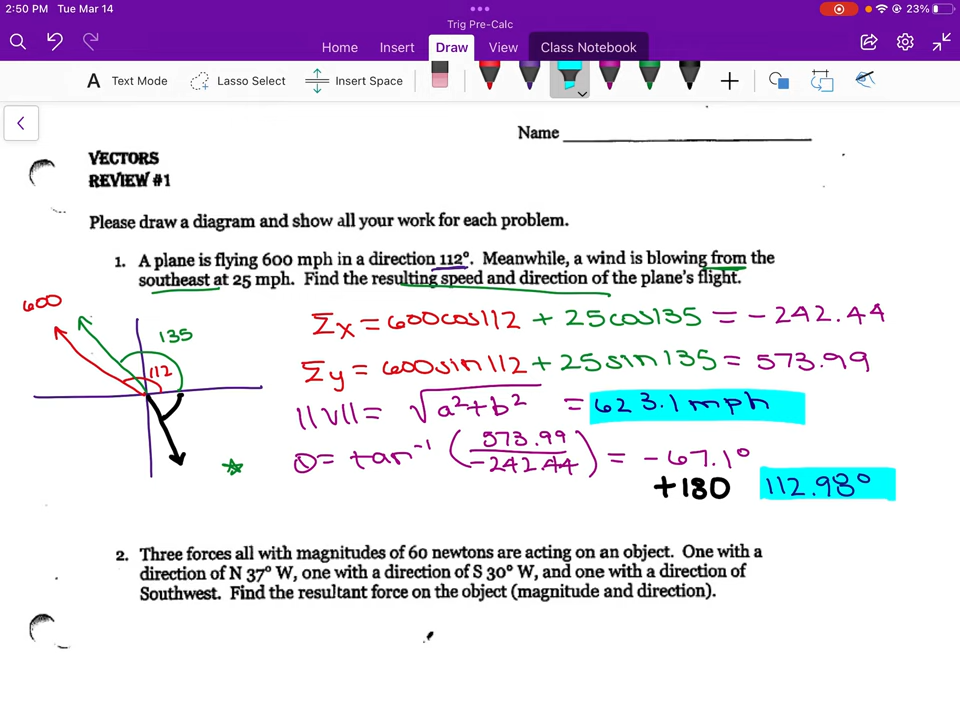 2:50 PM Tue Mar 14
23%
Trig Pre-Calc
Home Insert Draw View Class Notebook
A Text Mode Lasso Select Insert Space
Name
VECTORS
REVIEW #1
Please draw a diagram and show all your work for each problem.
1. A plane is flying 600 mph in a direction 112°. Meanwhile, a wind is blowing from the
southeast at 25 mph. Find the resulting speed and direction of the plane's flight.
600
135
112
Σx = 600cos112 + 25cos135 = -242.44
Σy = 600sin112 + 25sin135 = 573.99
||V|| = √a²+b² = 623.1mph
θ = tan⁻¹ (573.99/-242.44) = -67.1°
+180 112.98°
2. Three forces all with magnitudes of 60 newtons are acting on an object. One with a
direction of N 37° W, one with a direction of S 30° W, and one with a direction of
Southwest. Find the resultant force on the object (magnitude and direction).